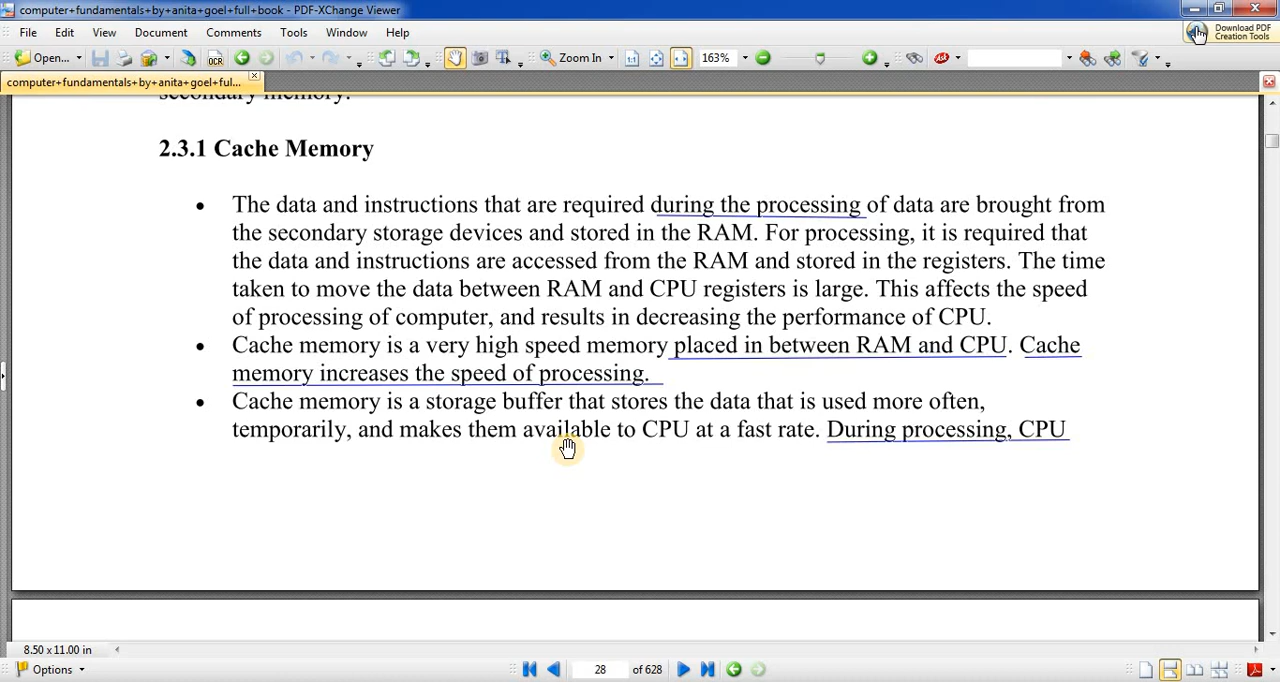 computer+fundamentals+by+anita+goel+full+book - PDF-XChange Viewer
File Edit View Document Comments Tools Window Help
Download PDF
Creation Tools
Open... OCR Zoom In 163%
computer+fundamentals+by+anita+goel+ful...
secondary memory.
2.3.1 Cache Memory
• The data and instructions that are required during the processing of data are brought from
the secondary storage devices and stored in the RAM. For processing, it is required that
the data and instructions are accessed from the RAM and stored in the registers. The time
taken to move the data between RAM and CPU registers is large. This affects the speed
of processing of computer, and results in decreasing the performance of CPU.
• Cache memory is a very high speed memory placed in between RAM and CPU. Cache
memory increases the speed of processing.
• Cache memory is a storage buffer that stores the data that is used more often,
temporarily, and makes them available to CPU at a fast rate. During processing, CPU
8.50 x 11.00 in
Options 28 of 628